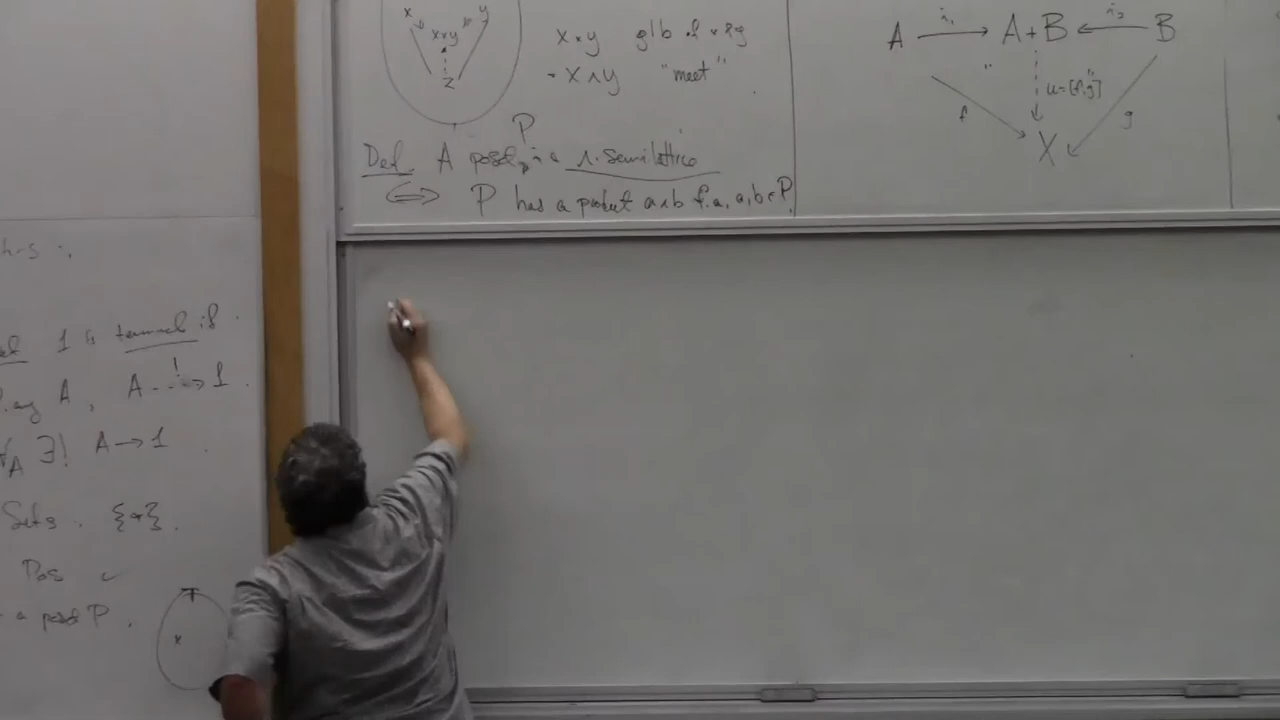 x y
x×y
z
x×y glb of x & y
x∧y "meet"
P
Def A poset P is a ∧-semilattice
⟺ P has a product a∧b f.a. a,b ∈ P.
A i₁ A+B i₂ B
u=[f,g]
f g
X
1 is terminal if
any A, A ! 1
∀A ∃! A → 1
Sets. {*}.
Pos ✓
a poset P.
x